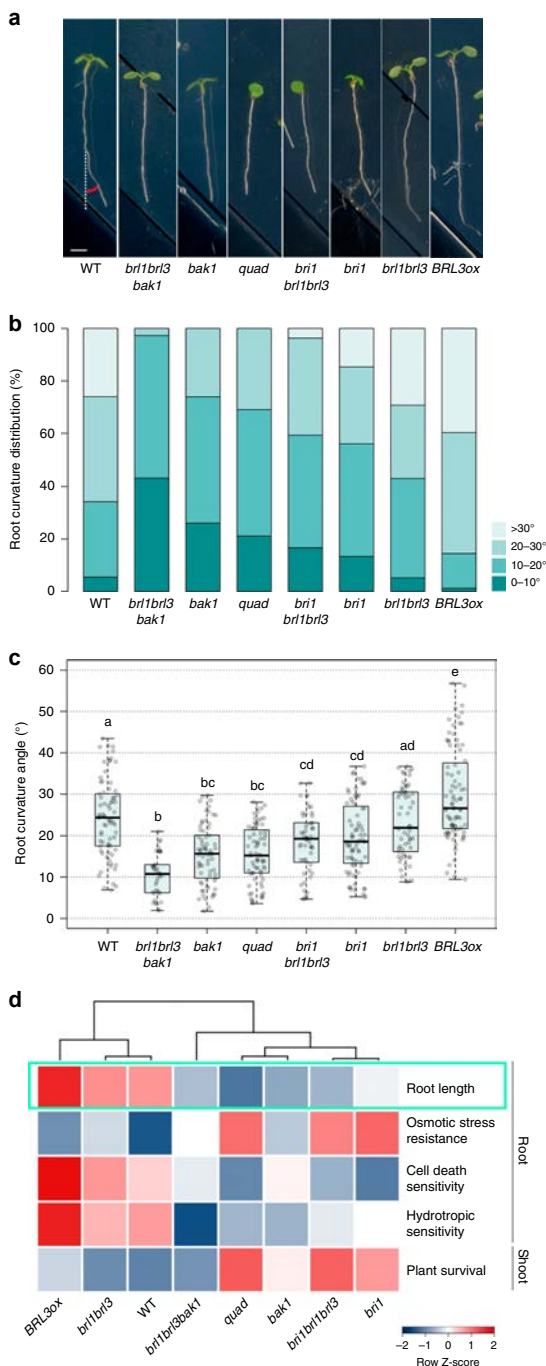 a
WT
brl1brl3
bak1
bak1
quad
bri1
brl1brl3
bri1
brl1brl3
BRL3ox
b
Root curvature distribution (%)
100
80
60
40
20
0
WT
brl1brl3
bak1
bak1
quad
bri1
brl1brl3
bri1
brl1brl3
BRL3ox
>30°
20–30°
10–20°
0–10°
c
Root curvature angle (°)
60
50
40
30
20
10
0
a
b
bc
bc
cd
cd
ad
e
WT
brl1brl3
bak1
bak1
quad
bri1
brl1brl3
bri1
brl1brl3
BRL3ox
d
Root length
Osmotic stress
resistance
Cell death
sensitivity
Hydrotropic
sensitivity
Plant survival
Root
Shoot
BRL3ox
brl1brl3
WT
brl1brl3bak1
quad
bak1
bri1brl1brl3
bri1
–2 –1 0 1 2
Row Z-score